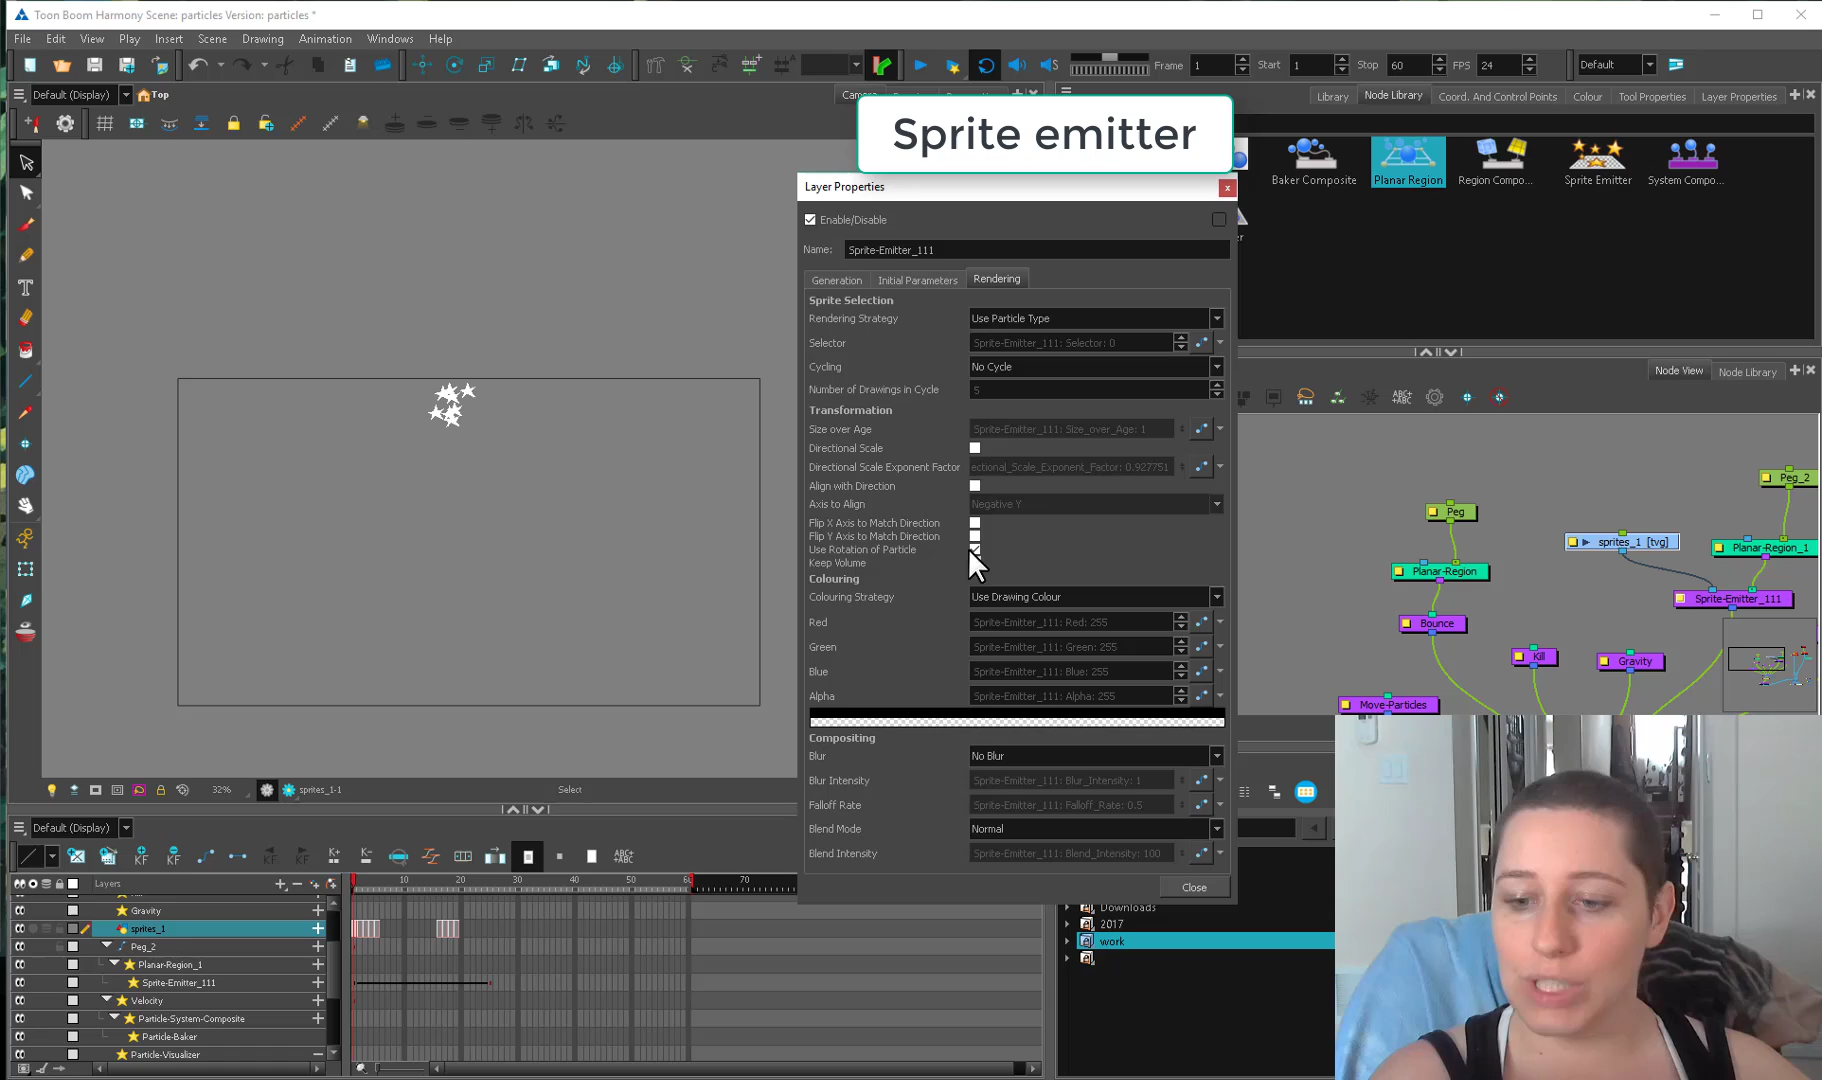 Toon Boom Harmony Scene: particles Version: particles *
File Edit View Play Insert Scene Drawing Animation Windows Help
Frame 1 Start 1 Stop 60 FPS 24 Default
Default (Display) Top
Library Node Library Coord. And Control Points Colour Tool Properties Layer Properties
Sprite emitter
Baker Composite Planar Region Region Compo... Sprite Emitter System Compo...
Layer Properties
Enable/Disable
Name: Sprite-Emitter_111
Generation Initial Parameters Rendering
Sprite Selection
Rendering Strategy Use Particle Type
Selector Sprite-Emitter_111: Selector: 0
Cycling No Cycle
Number of Drawings in Cycle 5
Transformation
Size over Age Sprite-Emitter_111: Size_over_Age: 1
Directional Scale
Directional Scale Exponent Factor ectional_Scale_Exponent_Factor: 0.927751
Align with Direction
Axis to Align Negative Y
Flip X Axis to Match Direction
Flip Y Axis to Match Direction
Use Rotation of Particle
Keep Volume
Colouring
Colouring Strategy Use Drawing Colour
Red Sprite-Emitter_111: Red: 255
Green Sprite-Emitter_111: Green: 255
Blue Sprite-Emitter_111: Blue: 255
Alpha Sprite-Emitter_111: Alpha: 255
Compositing
Blur No Blur
Blur Intensity Sprite-Emitter_111: Blur_Intensity: 1
Falloff Rate Sprite-Emitter_111: Falloff_Rate: 0.5
Blend Mode Normal
Blend Intensity Sprite-Emitter_111: Blend_Intensity: 100
Close
Node View Node Library
Peg_2
Peg
sprites_1 [tvg]
Planar-Region_1
Planar-Region
Sprite-Emitter_111
Bounce
Kill
Gravity
Move-Particles
32% sprites_1-1 Select
Default (Display)
Layers
10 20 30 40 50 60 70
Gravity
sprites_1
Peg_2
Planar-Region_1
Sprite-Emitter_111
Velocity
Particle-System-Composite
Particle-Baker
Particle-Visualizer
Downloads
2017
work